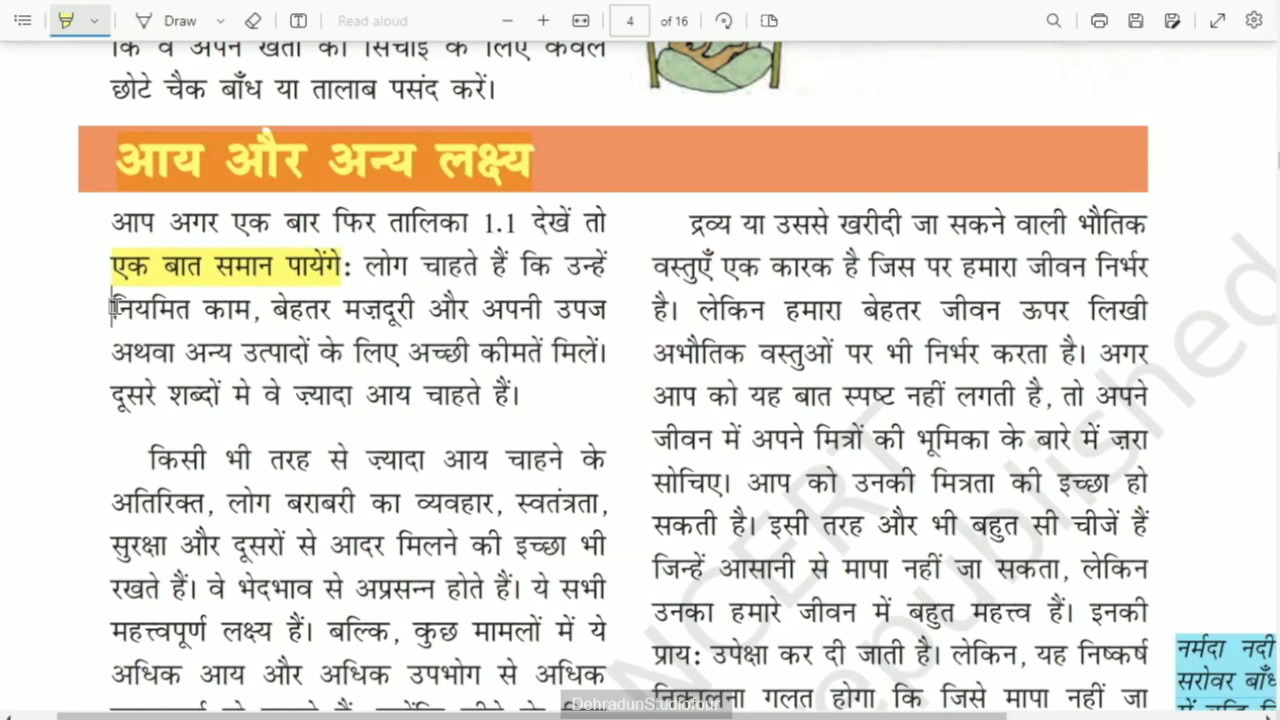 Draw
Read aloud
4
of 16
कि वे अपने खेतों की सिंचाई के लिए केवल
छोटे चैक बाँध या तालाब पसंद करें।
आय और अन्य लक्ष्य
आप अगर एक बार फिर तालिका 1.1 देखें तो
एक बात समान पायेंगे: लोग चाहते हैं कि उन्हें
नियमित काम, बेहतर मज़दूरी और अपनी उपज
अथवा अन्य उत्पादों के लिए अच्छी कीमतें मिलें।
दूसरे शब्दों मे वे ज़्यादा आय चाहते हैं।
किसी भी तरह से ज़्यादा आय चाहने के
अतिरिक्त, लोग बराबरी का व्यवहार, स्वतंत्रता,
सुरक्षा और दूसरों से आदर मिलने की इच्छा भी
रखते हैं। वे भेदभाव से अप्रसन्न होते हैं। ये सभी
महत्त्वपूर्ण लक्ष्य हैं। बल्कि, कुछ मामलों में ये
अधिक आय और अधिक उपभोग से अधिक
द्रव्य या उससे खरीदी जा सकने वाली भौतिक
वस्तुएँ एक कारक है जिस पर हमारा जीवन निर्भर
है। लेकिन हमारा बेहतर जीवन ऊपर लिखी
अभौतिक वस्तुओं पर भी निर्भर करता है। अगर
आप को यह बात स्पष्ट नहीं लगती है, तो अपने
जीवन में अपने मित्रों की भूमिका के बारे में ज़रा
सोचिए। आप को उनकी मित्रता की इच्छा हो
सकती है। इसी तरह और भी बहुत सी चीजें हैं
जिन्हें आसानी से मापा नहीं जा सकता, लेकिन
उनका हमारे जीवन में बहुत महत्त्व हैं। इनकी
प्राय: उपेक्षा कर दी जाती है। लेकिन, यह निष्कर्ष
निकालना गलत होगा कि जिसे मापा नहीं जा
नर्मदा नदी
सरोवर बाँध
NCERT
republished
DehradunStudiofour